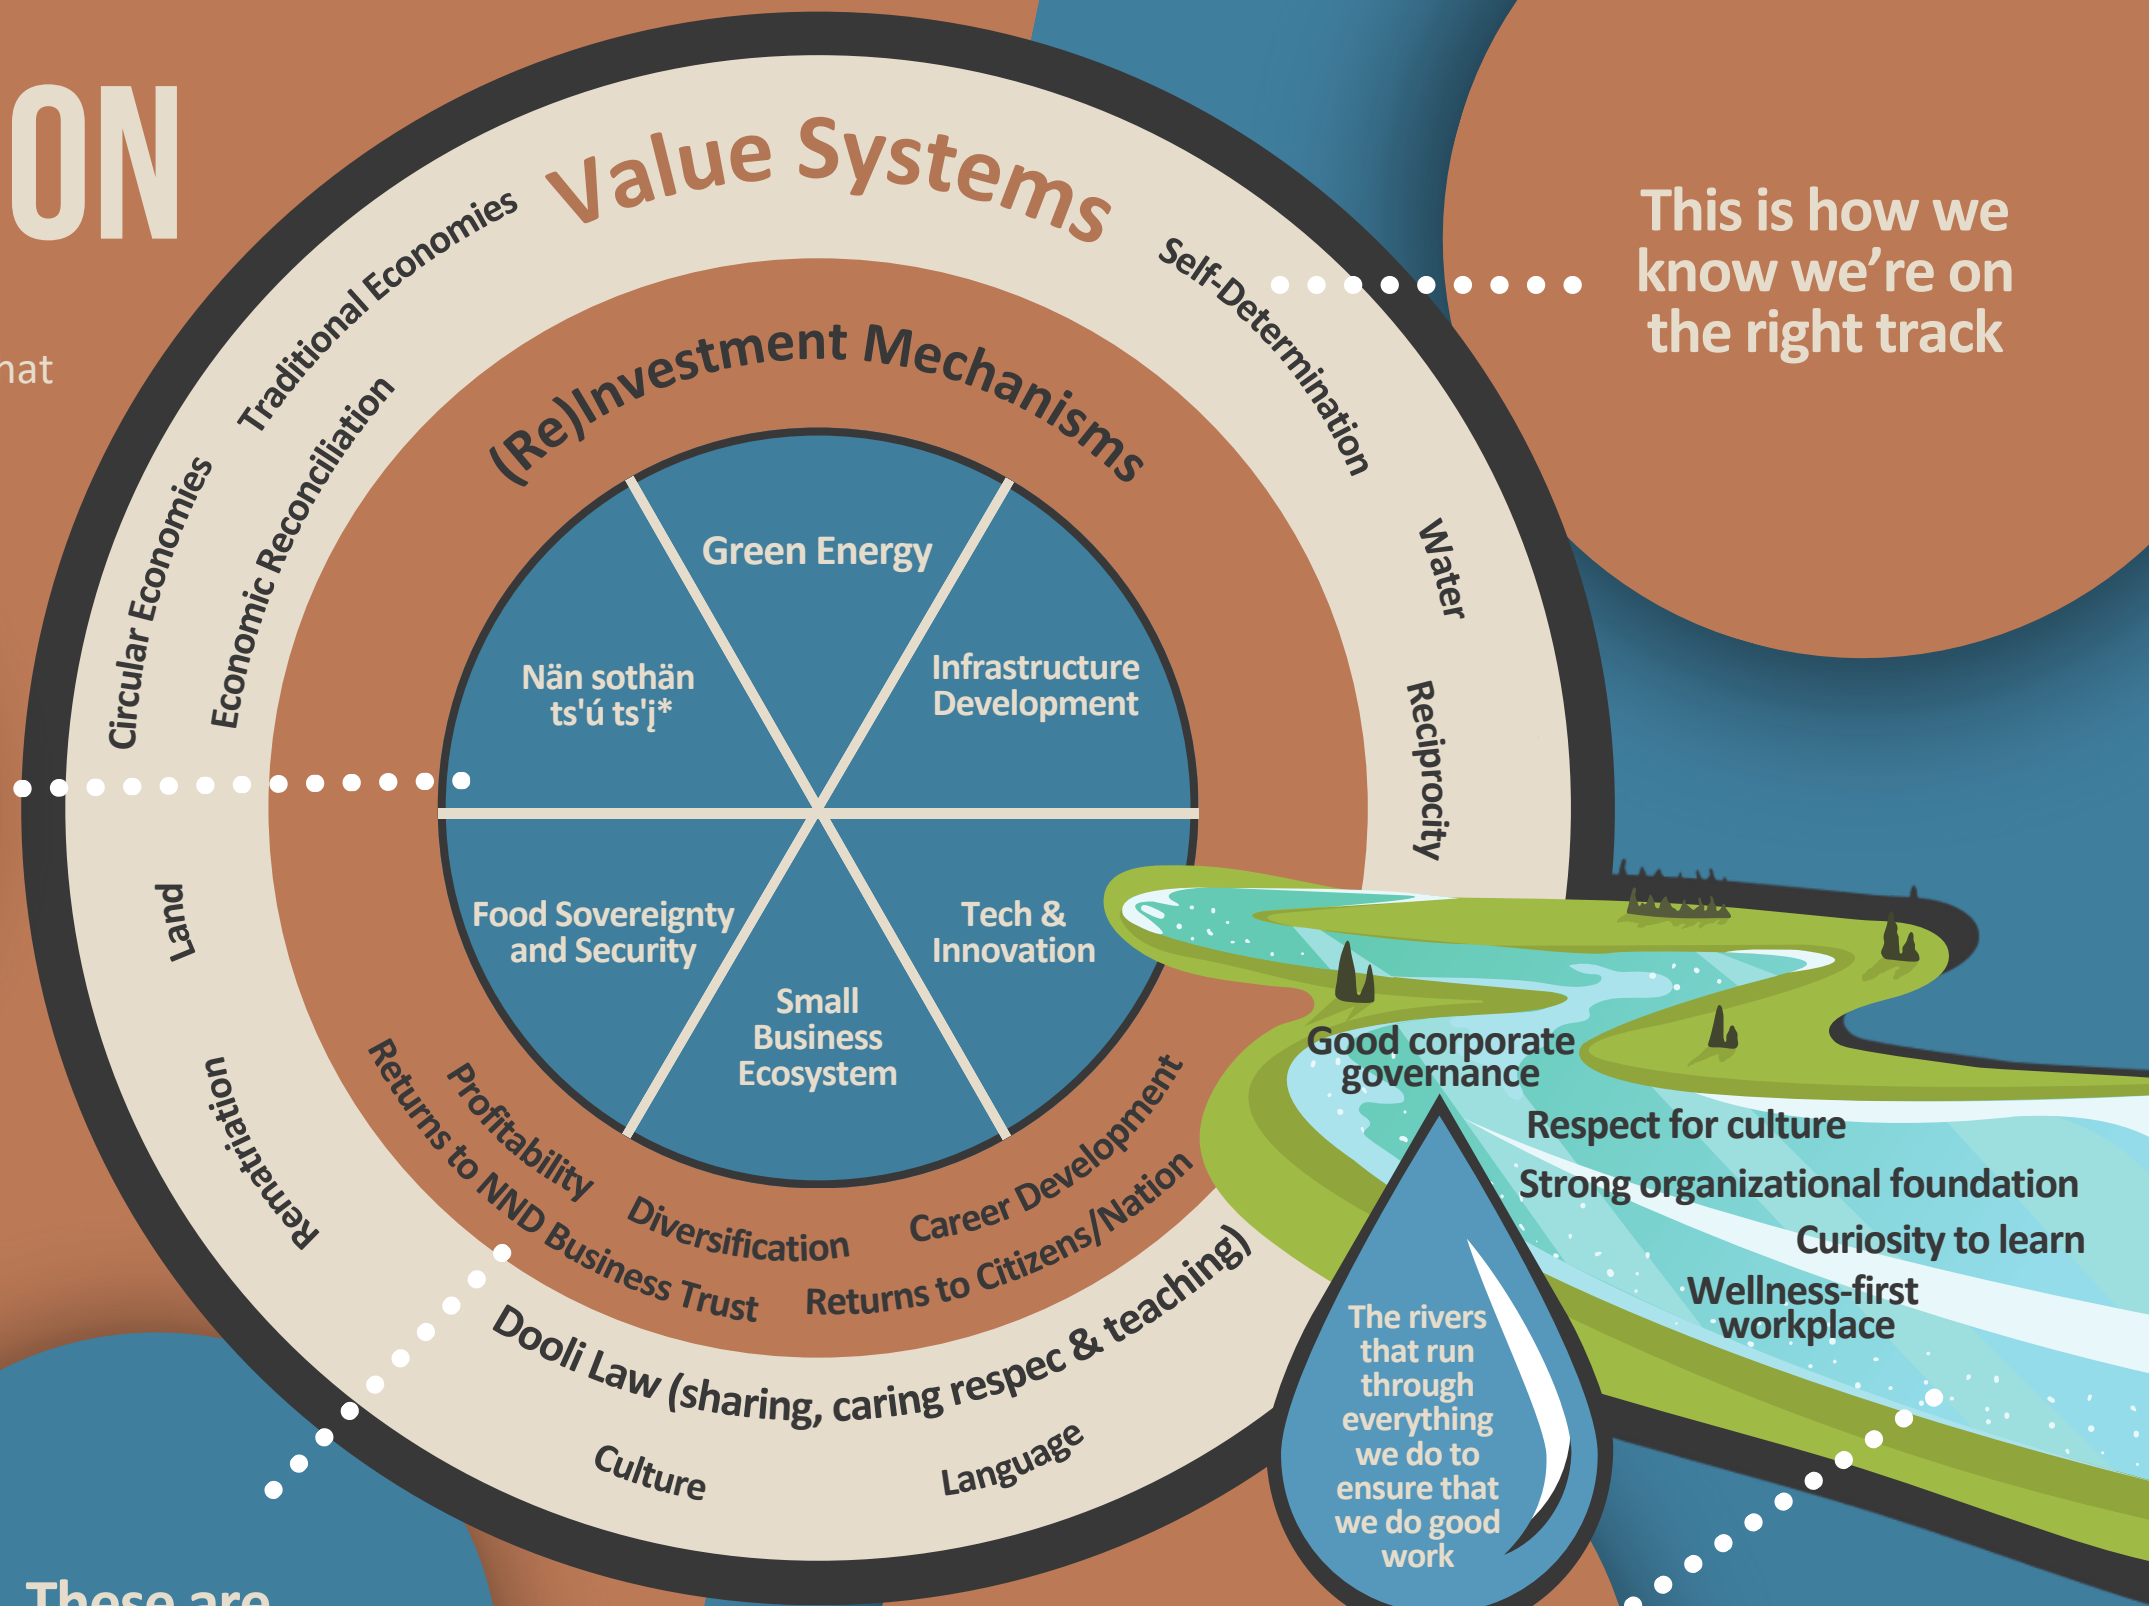 ON
hat
Value Systems
Traditional Economies
Circular Economies
Economic Reconciliation
Self-Determination
Water
Reciprocity
Land
Rematriation
Dooli Law (sharing, caring respec & teaching)
Culture
Language
(Re)Investment Mechanisms
Profitability
Returns to NND Business Trust
Diversification
Career Development
Returns to Citizens/Nation
Green Energy
Infrastructure
Development
Nän sothän
ts'ú ts'į*
Food Sovereignty
and Security
Small
Business
Ecosystem
Tech &
Innovation
This is how we
know we're on
the right track
Good corporate
governance
Respect for culture
Strong organizational foundation
Curiosity to learn
Wellness-first
workplace
The rivers
that run
through
everything
we do to
ensure that
we do good
work
These are